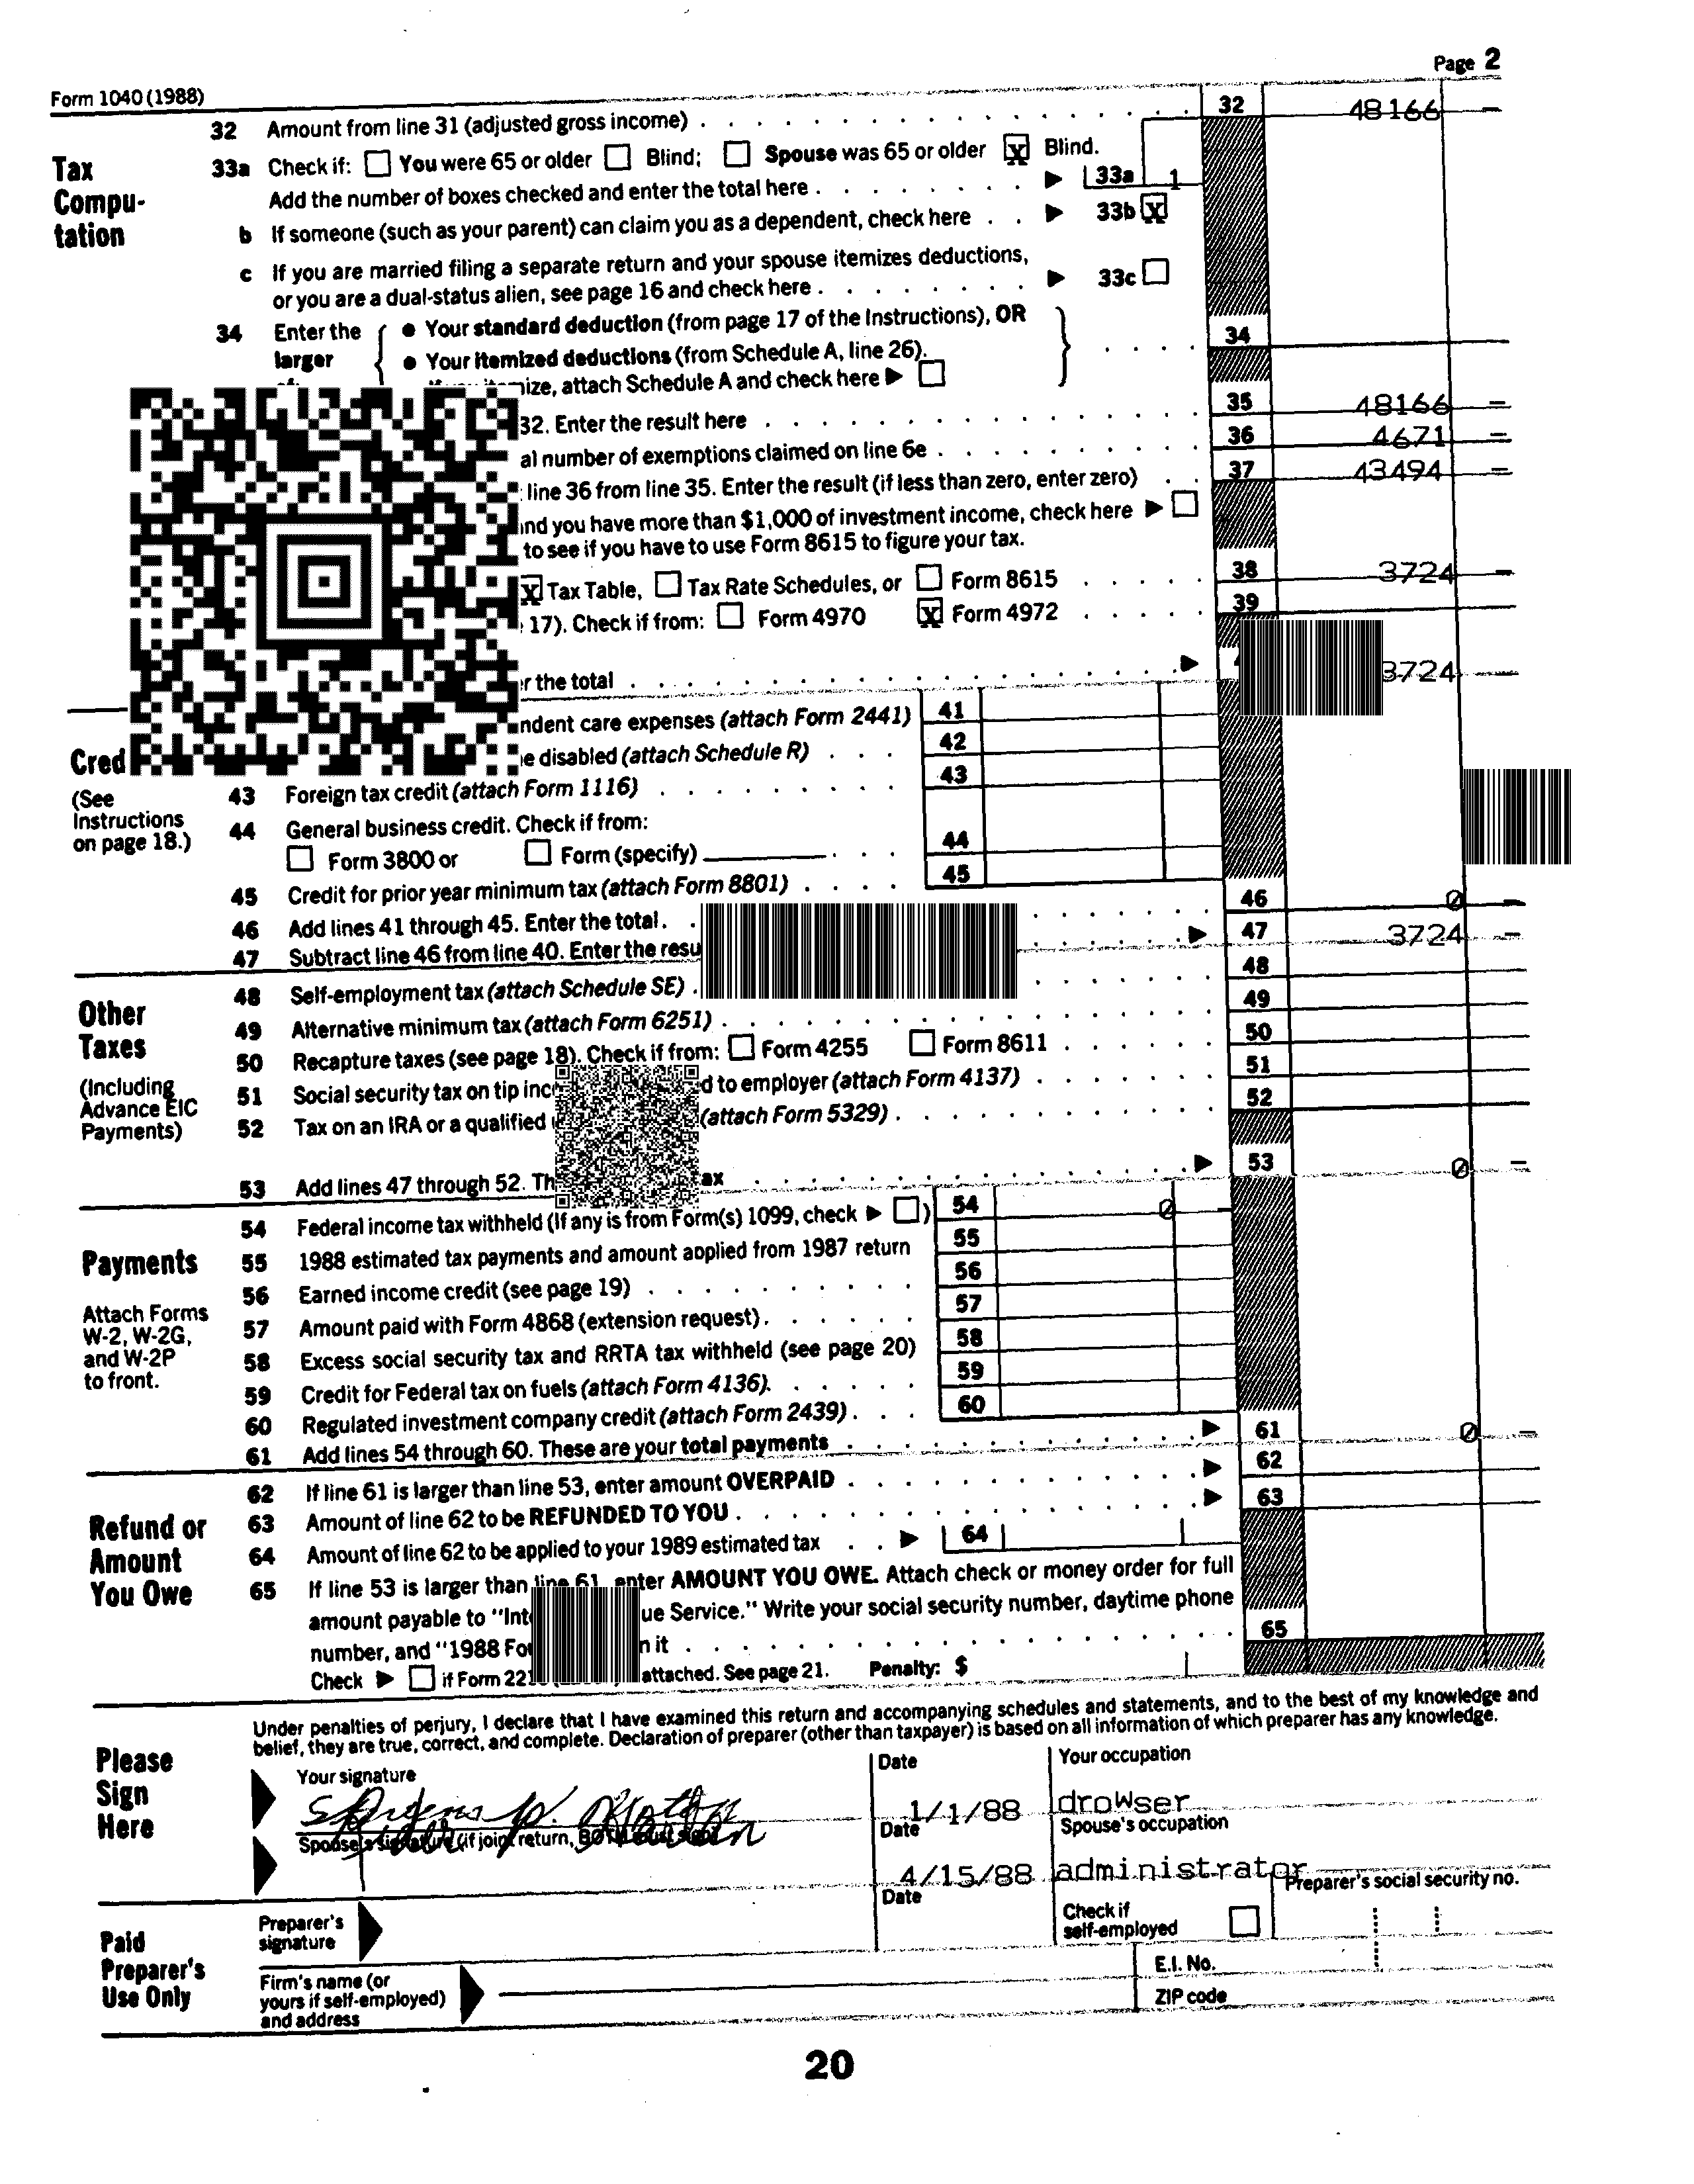 Page 2
Form 1040 (1988)
32 Amount from line 31 (adjusted gross income) 32 48166 –
Tax Compu-tation
33a Check if: You were 65 or older Blind; Spouse was 65 or older X Blind.
Add the number of boxes checked and enter the total here 33a 1
b If someone (such as your parent) can claim you as a dependent, check here 33b X
c If you are married filing a separate return and your spouse itemizes deductions,
or you are a dual-status alien, see page 16 and check here 33c
34 Enter the larger
• Your standard deduction (from page 17 of the Instructions), OR
• Your itemized deductions (from Schedule A, line 26). 34
mize, attach Schedule A and check here
32. Enter the result here 35 48166 –
al number of exemptions claimed on line 6e 36 4671 –
line 36 from line 35. Enter the result (if less than zero, enter zero) 37 43494 –
and you have more than $1,000 of investment income, check here
to see if you have to use Form 8615 to figure your tax.
X Tax Table, Tax Rate Schedules, or Form 8615 38 3724 –
17). Check if from: Form 4970 X Form 4972 39
the total 3724 –
Cred
(See Instructions on page 18.)
ndent care expenses (attach Form 2441) 41
e disabled (attach Schedule R) 42
43 Foreign tax credit (attach Form 1116) 43
44 General business credit. Check if from:
Form 3800 or Form (specify) 44
45 Credit for prior year minimum tax (attach Form 8801) 45
46 Add lines 41 through 45. Enter the total. 46 0 –
47 Subtract line 46 from line 40. Enter the resu 47 3724 –
Other Taxes
(Including Advance EIC Payments)
48 Self-employment tax (attach Schedule SE) 48
49 Alternative minimum tax (attach Form 6251) 49
50 Recapture taxes (see page 18). Check if from: Form 4255 Form 8611 50
51 Social security tax on tip inc d to employer (attach Form 4137) 51
52 Tax on an IRA or a qualified (attach Form 5329) 52
53 Add lines 47 through 52. Th ax 53 0 –
Payments
Attach Forms W-2, W-2G, and W-2P to front.
54 Federal income tax withheld (If any is from Form(s) 1099, check ) 54 0 –
55 1988 estimated tax payments and amount applied from 1987 return 55
56 Earned income credit (see page 19) 56
57 Amount paid with Form 4868 (extension request). 57
58 Excess social security tax and RRTA tax withheld (see page 20) 58
59 Credit for Federal tax on fuels (attach Form 4136). 59
60 Regulated investment company credit (attach Form 2439) 60
61 Add lines 54 through 60. These are your total payments 61 0 –
Refund or Amount You Owe
62 If line 61 is larger than line 53, enter amount OVERPAID 62
63 Amount of line 62 to be REFUNDED TO YOU 63
64 Amount of line 62 to be applied to your 1989 estimated tax 64
65 If line 53 is larger than line 61, enter AMOUNT YOU OWE. Attach check or money order for full
amount payable to "Int ue Service." Write your social security number, daytime phone
number, and "1988 Fo n it 65
Check if Form 221 attached. See page 21. Penalty: $
Please Sign Here
Under penalties of perjury, I declare that I have examined this return and accompanying schedules and statements, and to the best of my knowledge and
belief, they are true, correct, and complete. Declaration of preparer (other than taxpayer) is based on all information of which preparer has any knowledge.
Your signature Date Your occupation
1/1/88 drowser
Spouse's signature (if joint return, BOTH must sign) Date Spouse's occupation
4/15/88 administrator
Paid Preparer's Use Only
Preparer's signature Date Check if self-employed Preparer's social security no.
Firm's name (or yours if self-employed) and address E.I. No.
ZIP code
20